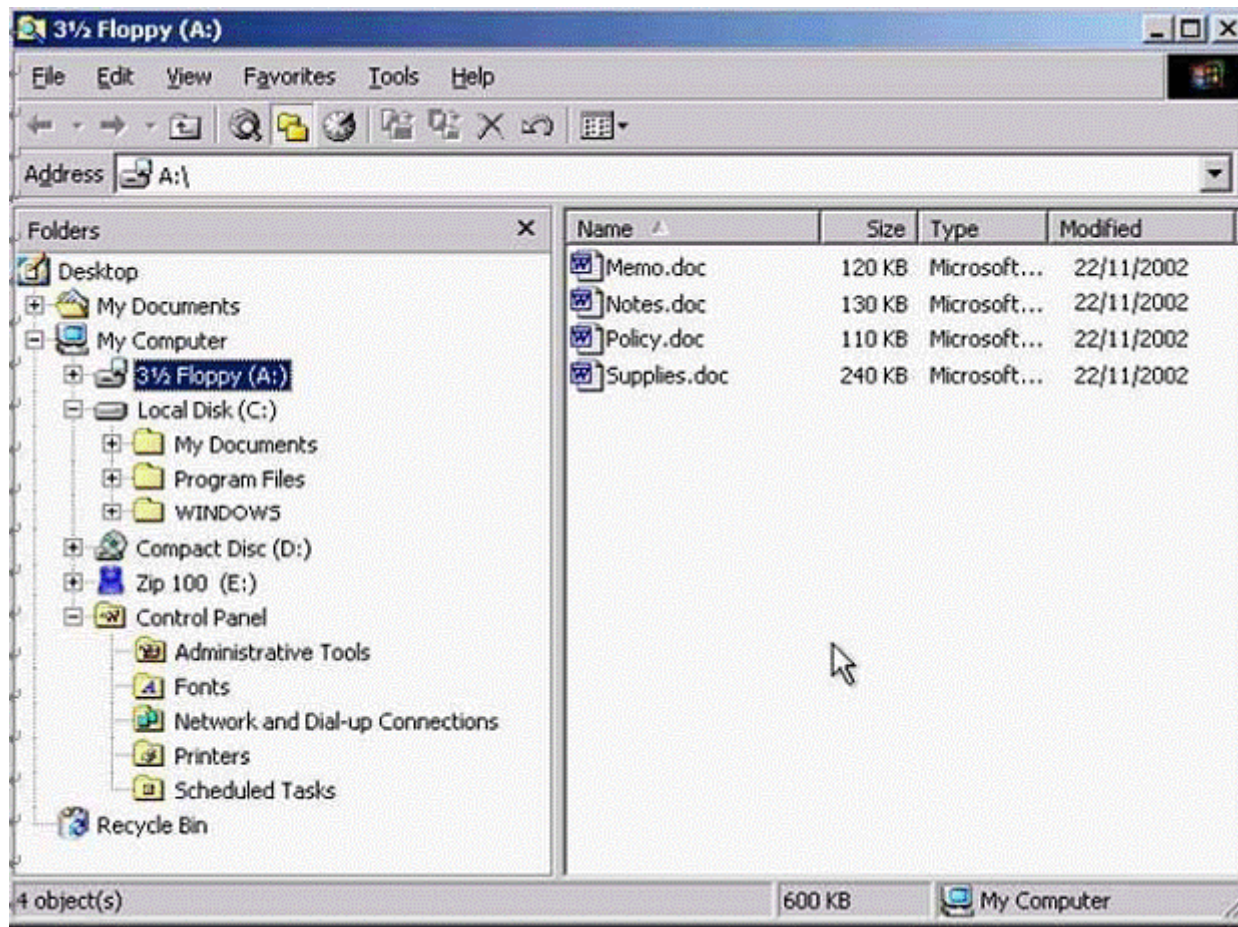 3½ Floppy (A:)
File Edit View Favorites Tools Help
Address A:\
Folders
Desktop
My Documents
My Computer
3½ Floppy (A:)
Local Disk (C:)
My Documents
Program Files
WINDOWS
Compact Disc (D:)
Zip 100 (E:)
Control Panel
Administrative Tools
Fonts
Network and Dial-up Connections
Printers
Scheduled Tasks
Recycle Bin
Name Size Type Modified
Memo.doc 120 KB Microsoft... 22/11/2002
Notes.doc 130 KB Microsoft... 22/11/2002
Policy.doc 110 KB Microsoft... 22/11/2002
Supplies.doc 240 KB Microsoft... 22/11/2002
4 object(s) 600 KB My Computer